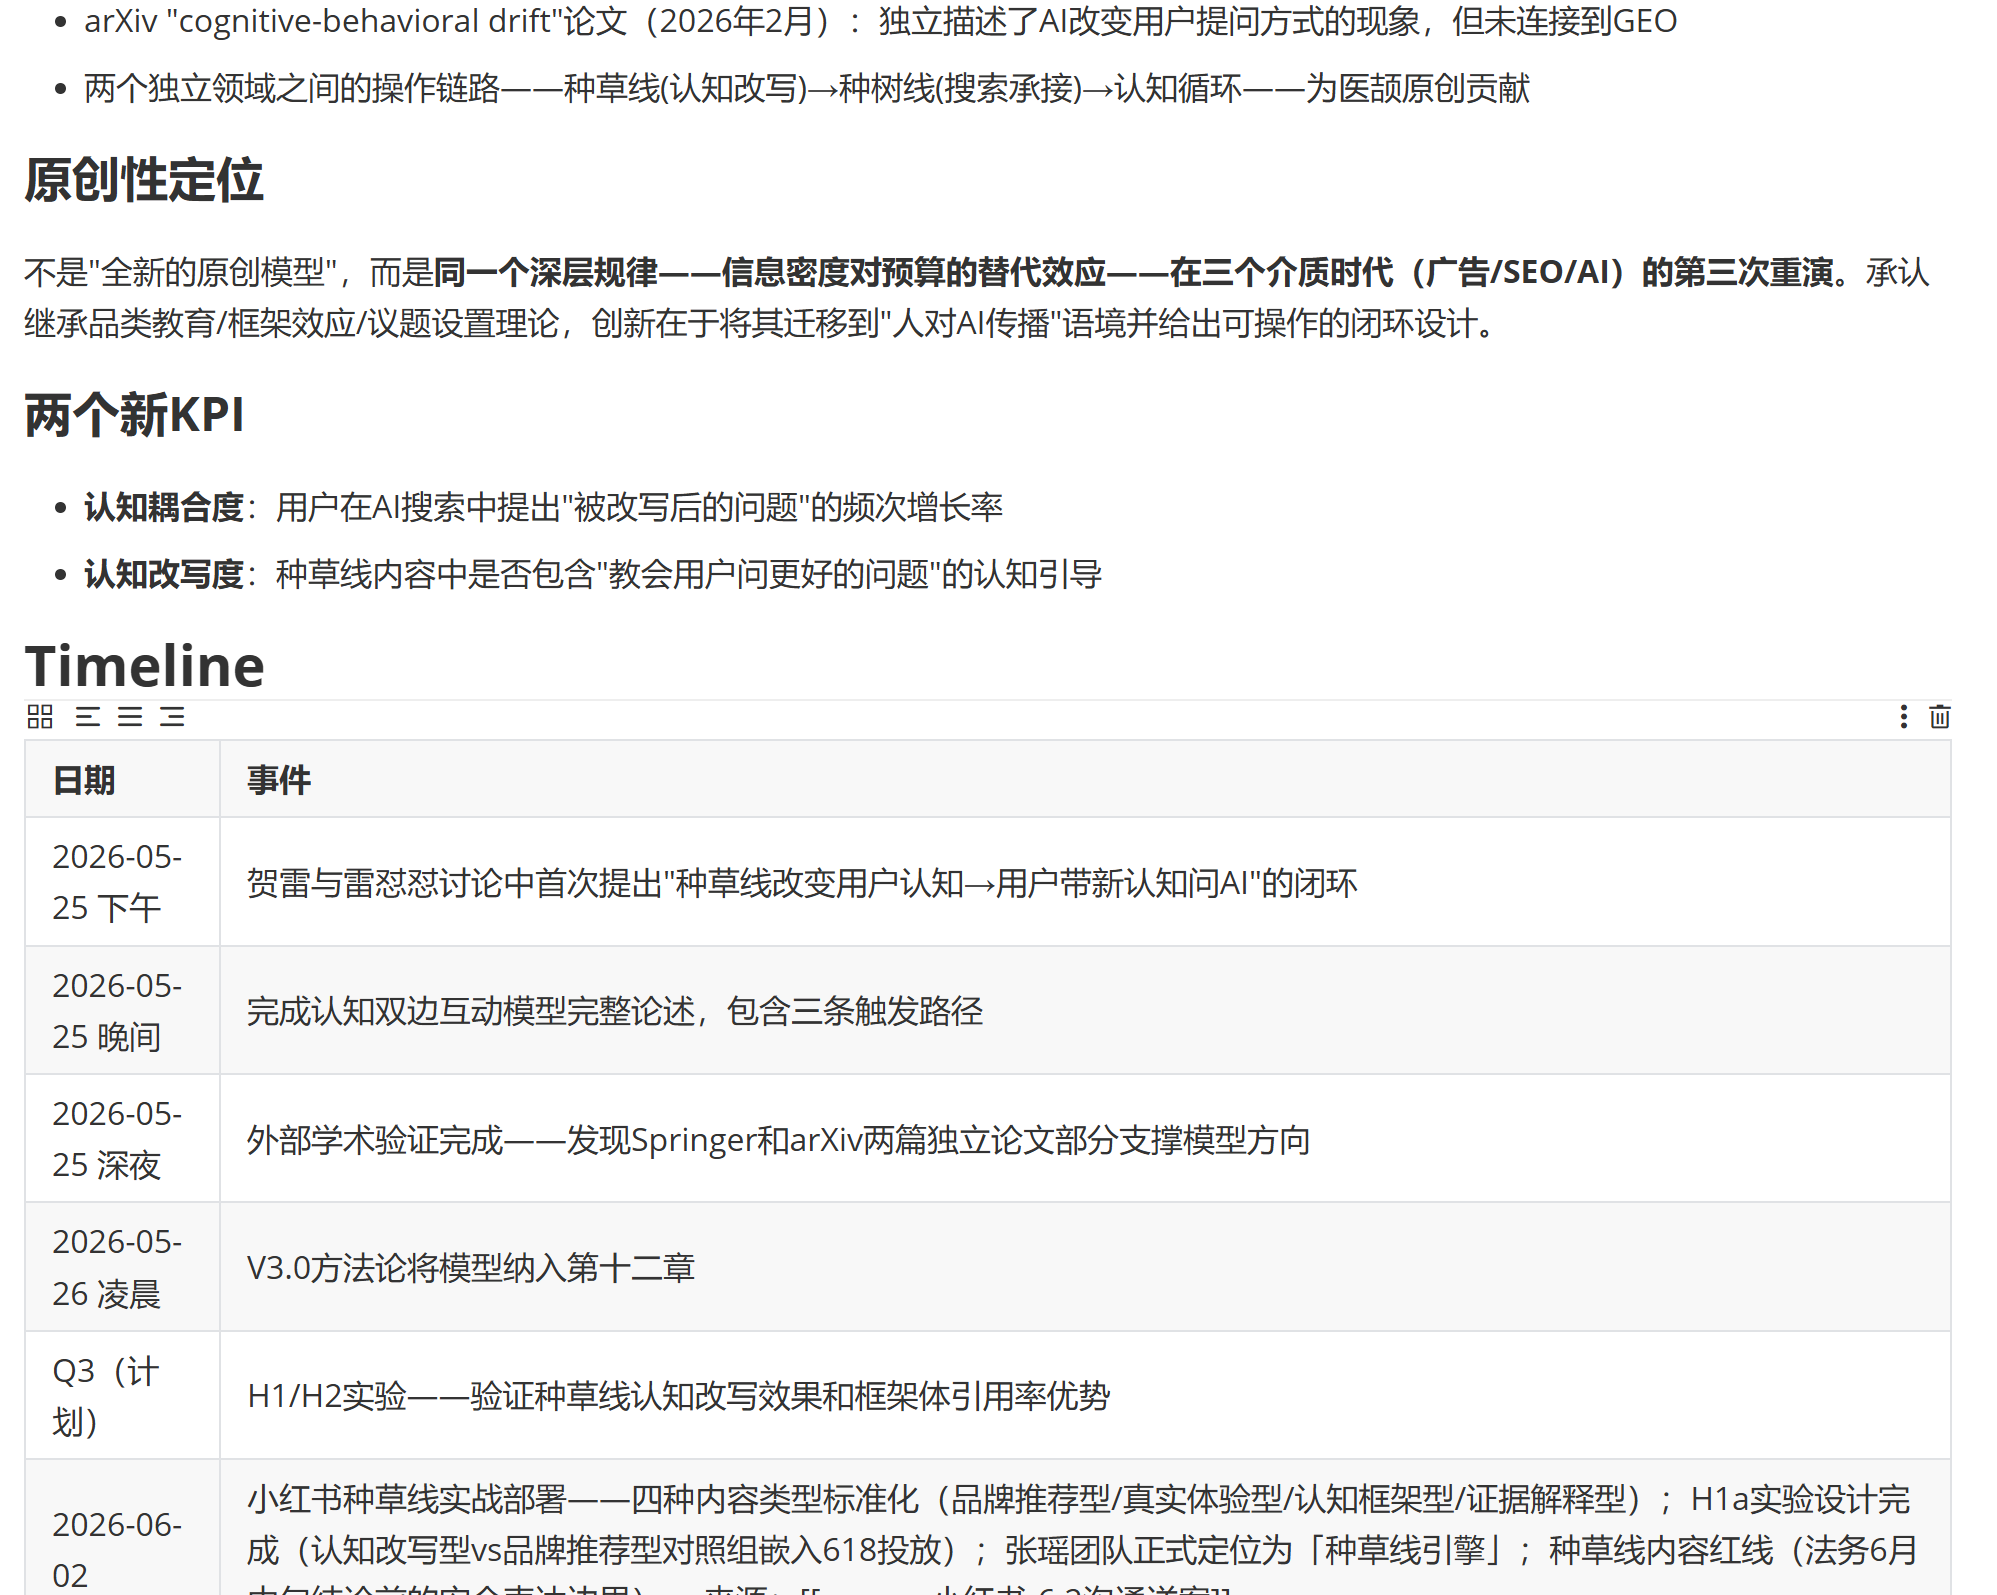 • arXiv "cognitive-behavioral drift"论文（2026年2月）：独立描述了AI改变用户提问方式的现象，但未连接到GEO
• 两个独立领域之间的操作链路——种草线(认知改写)→种树线(搜索承接)→认知循环——为医颉原创贡献
原创性定位
不是"全新的原创模型"，而是同一个深层规律——信息密度对预算的替代效应——在三个介质时代（广告/SEO/AI）的第三次重演。承认
继承品类教育/框架效应/议题设置理论，创新在于将其迁移到"人对AI传播"语境并给出可操作的闭环设计。
两个新KPI
• 认知耦合度：用户在AI搜索中提出"被改写后的问题"的频次增长率
• 认知改写度：种草线内容中是否包含"教会用户问更好的问题"的认知引导
Timeline
日期 事件
2026-05-
25 下午
贺雷与雷怼怼讨论中首次提出"种草线改变用户认知→用户带新认知问AI"的闭环
2026-05-
25 晚间
完成认知双边互动模型完整论述，包含三条触发路径
2026-05-
25 深夜
外部学术验证完成——发现Springer和arXiv两篇独立论文部分支撑模型方向
2026-05-
26 凌晨
V3.0方法论将模型纳入第十二章
Q3（计
划）
H1/H2实验——验证种草线认知改写效果和框架体引用率优势
2026-06-
02
小红书种草线实战部署——四种内容类型标准化（品牌推荐型/真实体验型/认知框架型/证据解释型）；H1a实验设计完
成（认知改写型vs品牌推荐型对照组嵌入618投放）；张瑶团队正式定位为「种草线引擎」；种草线内容红线（法务6月